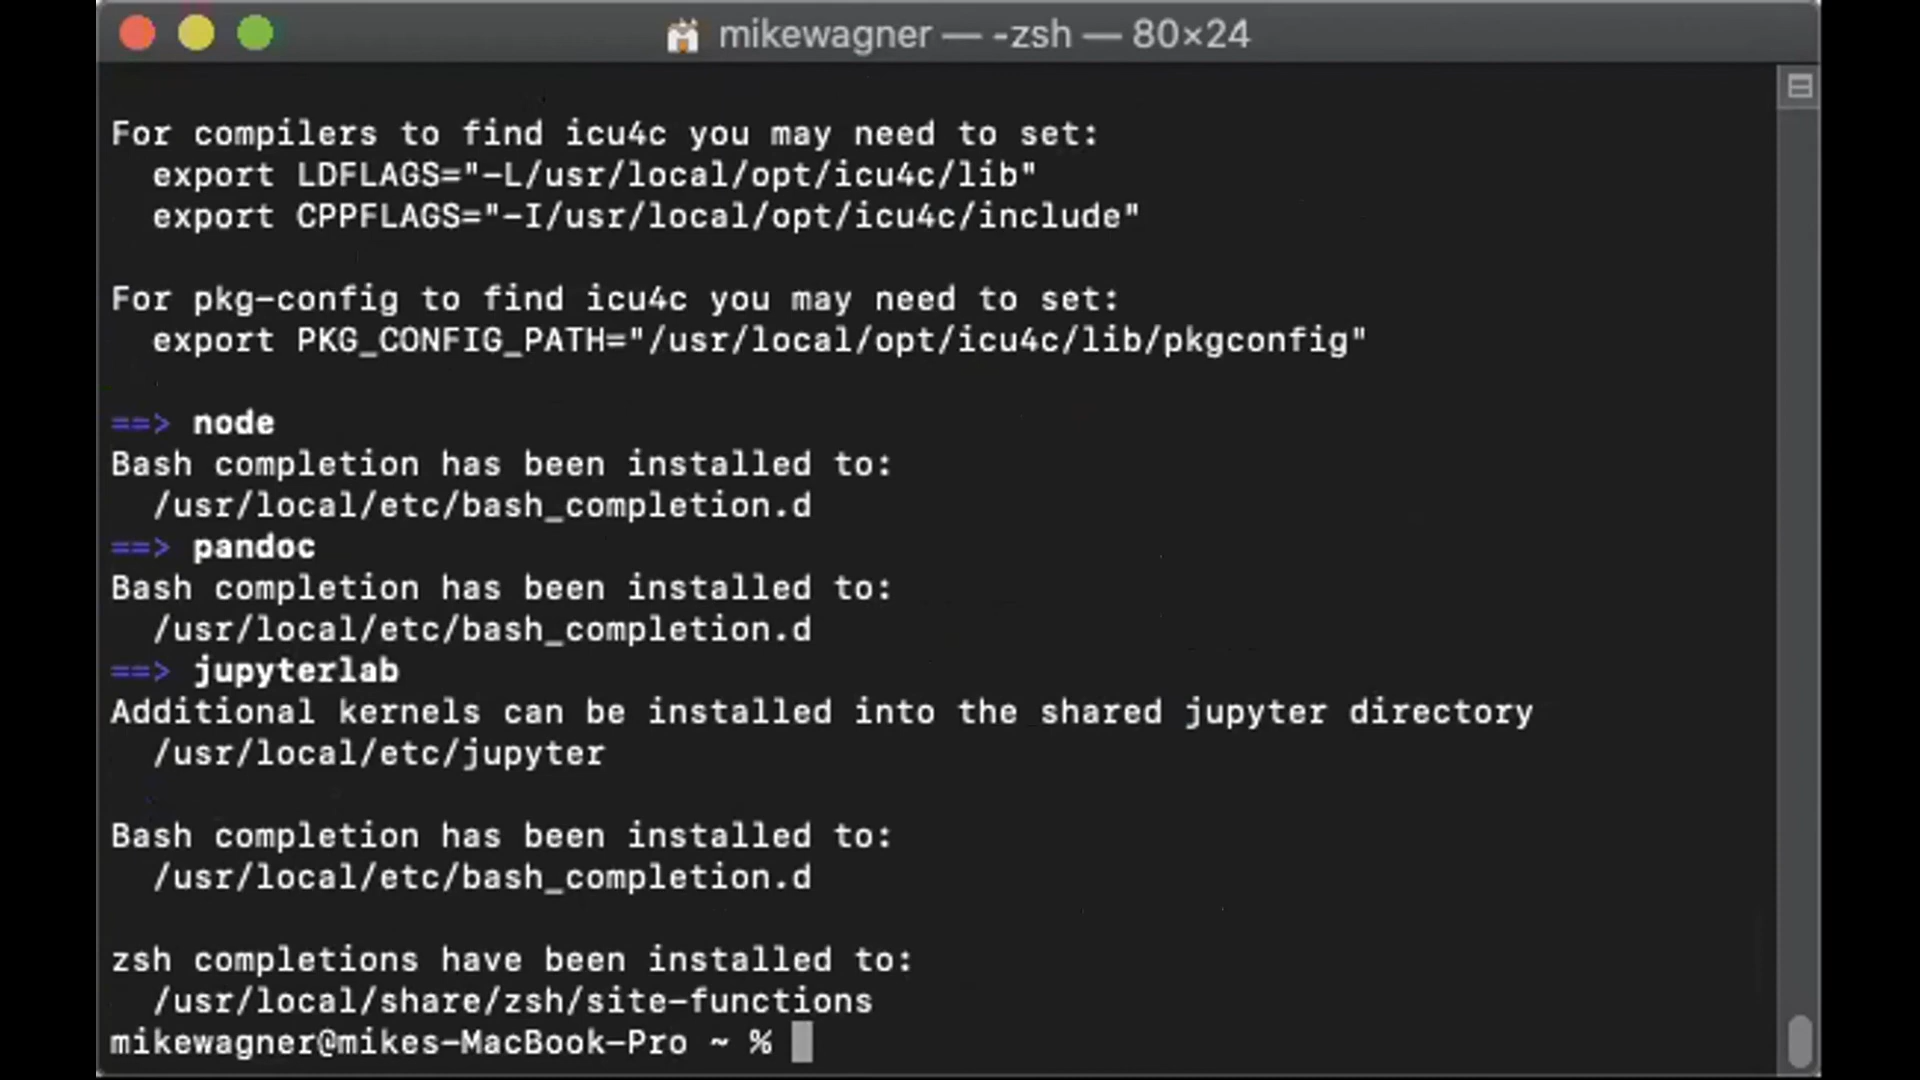 mikewagner — -zsh — 80×24
For compilers to find icu4c you may need to set:
  export LDFLAGS="-L/usr/local/opt/icu4c/lib"
  export CPPFLAGS="-I/usr/local/opt/icu4c/include"
For pkg-config to find icu4c you may need to set:
  export PKG_CONFIG_PATH="/usr/local/opt/icu4c/lib/pkgconfig"
==> node
Bash completion has been installed to:
  /usr/local/etc/bash_completion.d
==> pandoc
Bash completion has been installed to:
  /usr/local/etc/bash_completion.d
==> jupyterlab
Additional kernels can be installed into the shared jupyter directory
  /usr/local/etc/jupyter
Bash completion has been installed to:
  /usr/local/etc/bash_completion.d
zsh completions have been installed to:
  /usr/local/share/zsh/site-functions
mikewagner@mikes-MacBook-Pro ~ %